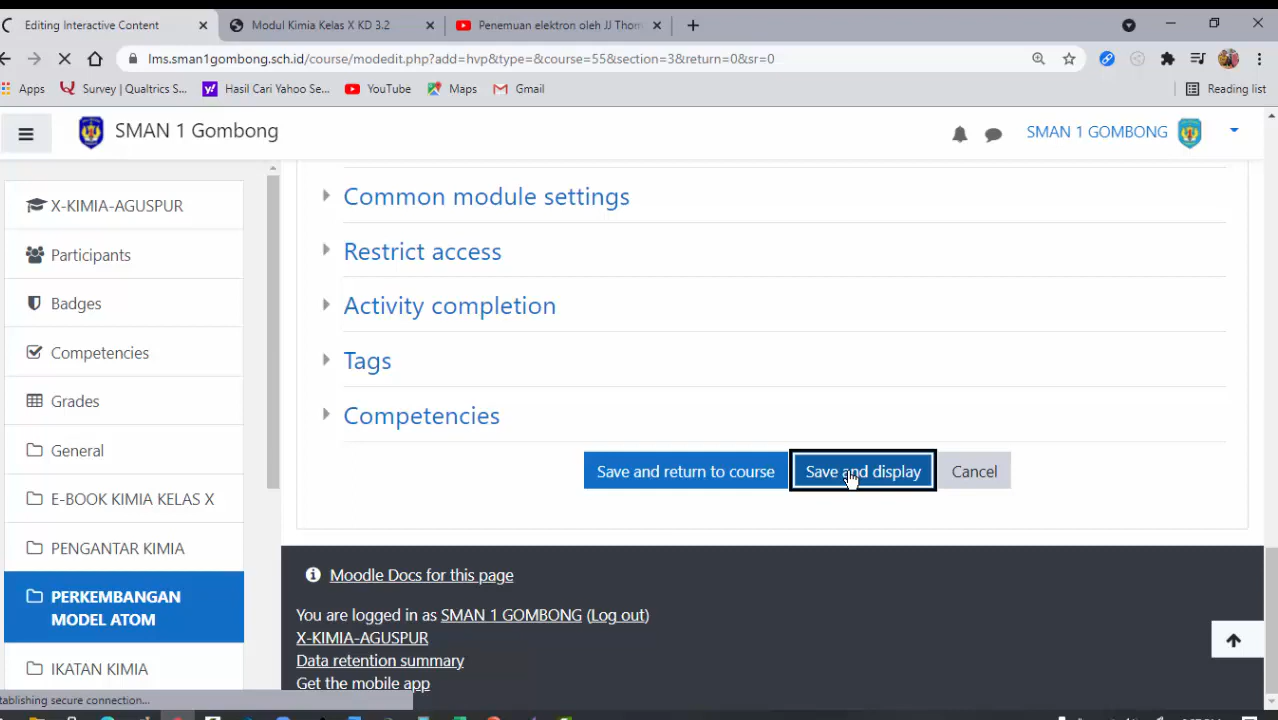 Editing Interactive Content
Modul Kimia Kelas X KD 3.2
Penemuan elektron oleh JJ Thom
lms.sman1gombong.sch.id/course/modedit.php?add=hvp&type=&course=55&section=3&return=0&sr=0
Apps
Survey | Qualtrics S...
Hasil Cari Yahoo Se...
YouTube
Maps
Gmail
Reading list
SMAN 1 Gombong
SMAN 1 GOMBONG
X-KIMIA-AGUSPUR
Participants
Badges
Competencies
Grades
General
E-BOOK KIMIA KELAS X
PENGANTAR KIMIA
PERKEMBANGAN
MODEL ATOM
IKATAN KIMIA
Common module settings
Restrict access
Activity completion
Tags
Competencies
Save and return to course
Save and display
Cancel
Moodle Docs for this page
You are logged in as SMAN 1 GOMBONG (Log out)
X-KIMIA-AGUSPUR
Data retention summary
Get the mobile app
tablishing secure connection...